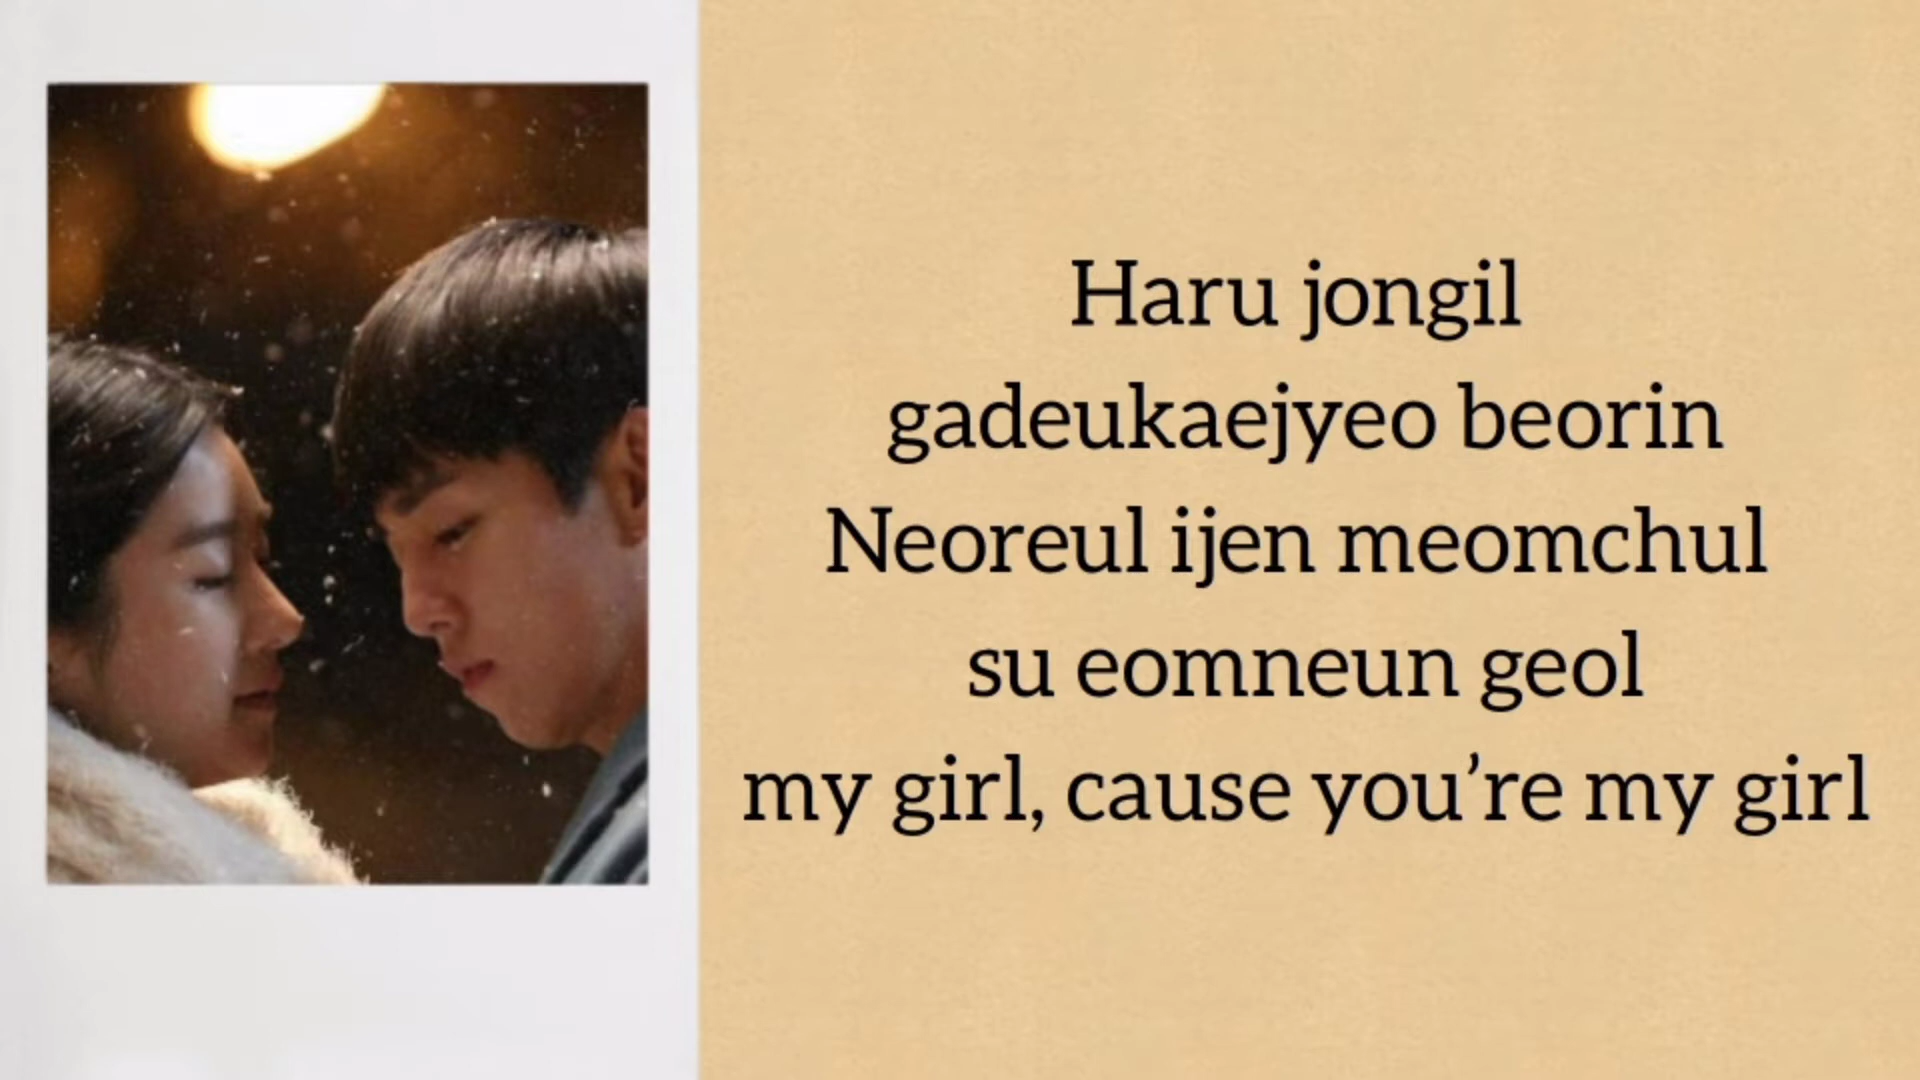 Haru jongil
gadeukaejyeo beorin
Neoreul ijen meomchul
su eomneun geol
my girl, cause you’re my girl